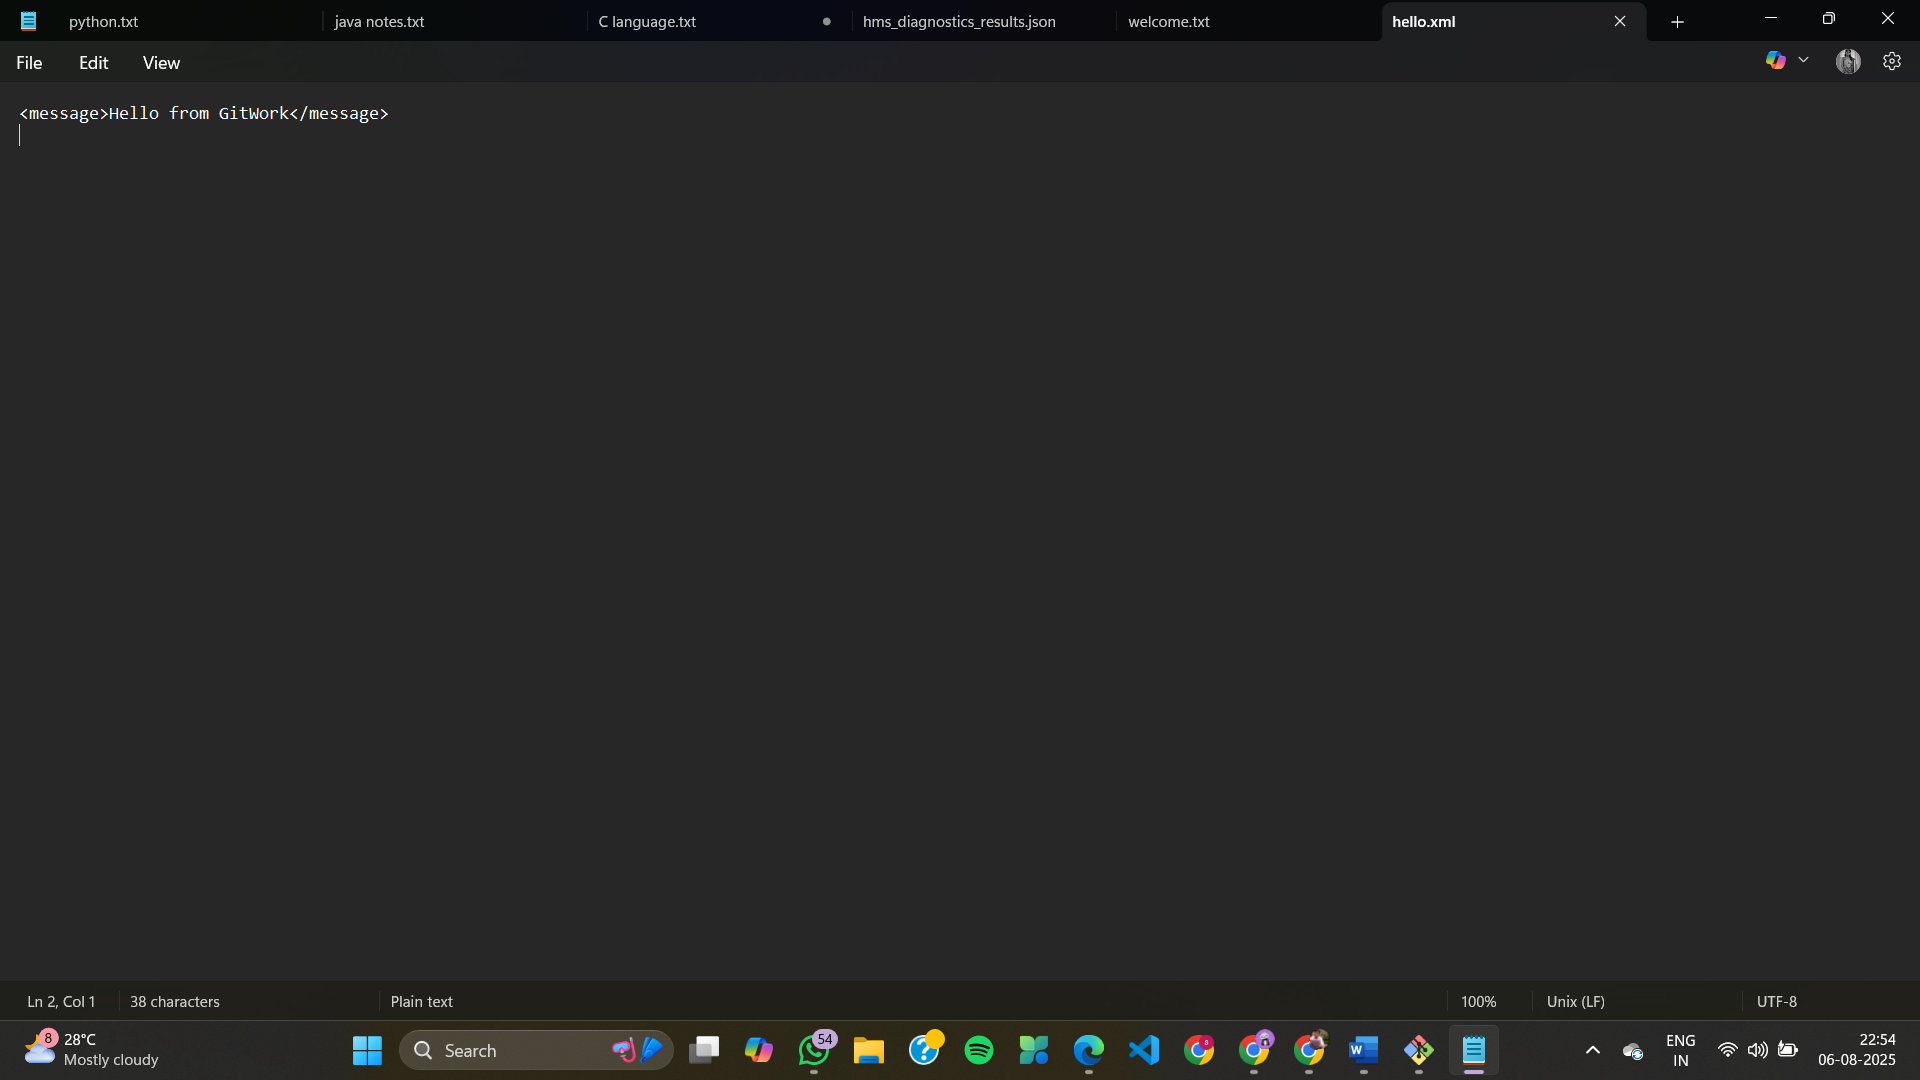 python.txt
java notes.txt
C language.txt
hms_diagnostics_results.json
welcome.txt
hello.xml
File
Edit
View
<message>Hello from GitWork</message>
Ln 2, Col 1
38 characters
Plain text
100%
Unix (LF)
UTF-8
8
28°C
Mostly cloudy
Search
54
8
W
ENG
IN
22:54
06-08-2025